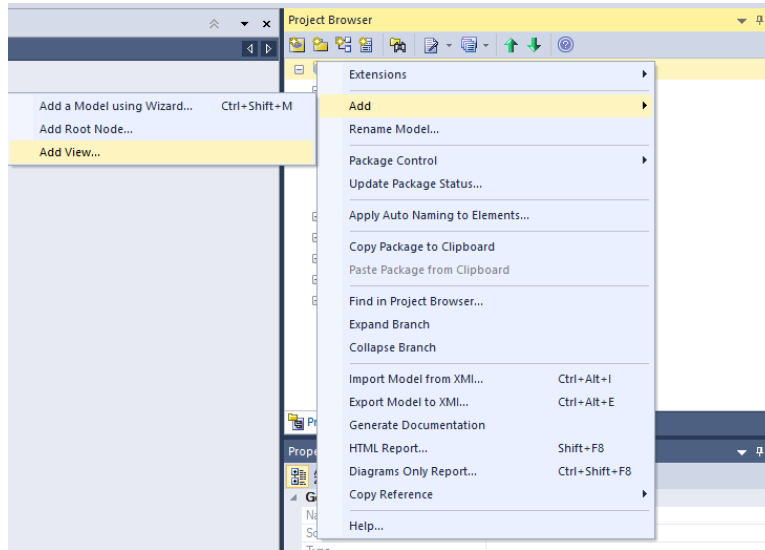 Project Browser
Extensions
Add a Model using Wizard... Ctrl+Shift+M
Add Root Node...
Add View...
Add
Rename Model...
Package Control
Update Package Status...
Apply Auto Naming to Elements...
Copy Package to Clipboard
Paste Package from Clipboard
Find in Project Browser...
Expand Branch
Collapse Branch
Import Model from XMI... Ctrl+Alt+I
Export Model to XMI... Ctrl+Alt+E
Generate Documentation
HTML Report... Shift+F8
Diagrams Only Report... Ctrl+Shift+F8
Copy Reference
Help...